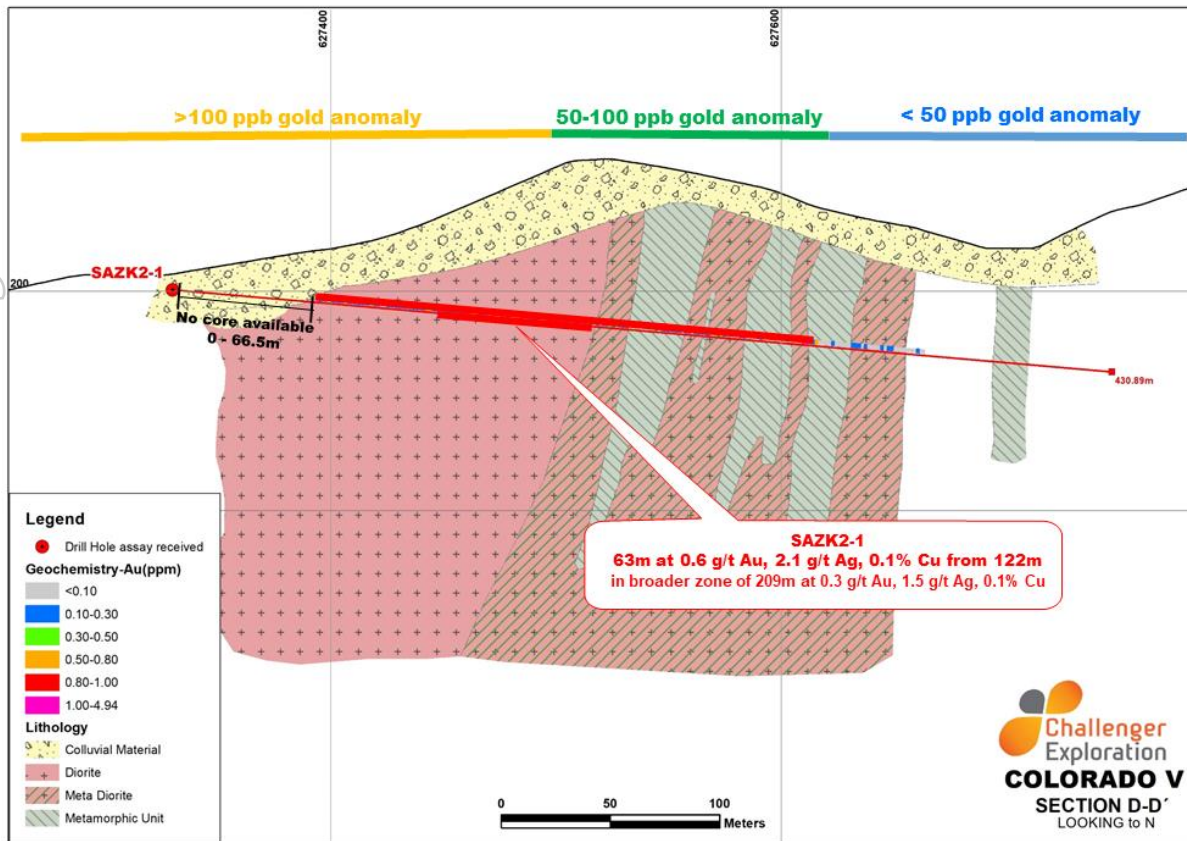 627400
627600
>100 ppb gold anomaly
50-100 ppb gold anomaly
< 50 ppb gold anomaly
SAZK2-1
200
No core available
0 - 66.5m
430.89m
SAZK2-1
63m at 0.6 g/t Au, 2.1 g/t Ag, 0.1% Cu from 122m
in broader zone of 209m at 0.3 g/t Au, 1.5 g/t Ag, 0.1% Cu
Legend
Drill Hole assay received
Geochemistry-Au(ppm)
<0.10
0.10-0.30
0.30-0.50
0.50-0.80
0.80-1.00
1.00-4.94
Lithology
Colluvial Material
Diorite
Meta Diorite
Metamorphic Unit
0 50 100
Meters
Challenger
Exploration
COLORADO V
SECTION D-D´
LOOKING to N